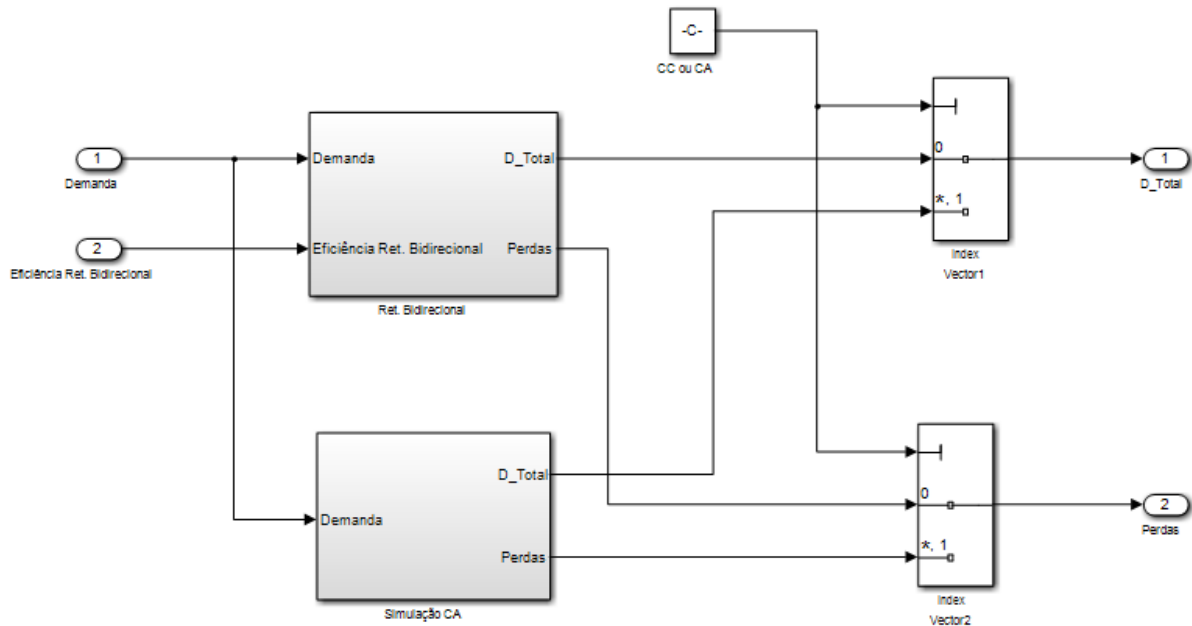 -C-
CC ou CA
1
Demanda
2
Eficiência Ret. Bidirecional
Demanda
D_Total
Eficiência Ret. Bidirecional
Perdas
Ret. Bidirecional
0
*, 1
Index
Vector1
1
D_Total
Demanda
D_Total
Perdas
Simulação CA
0
*, 1
Index
Vector2
2
Perdas